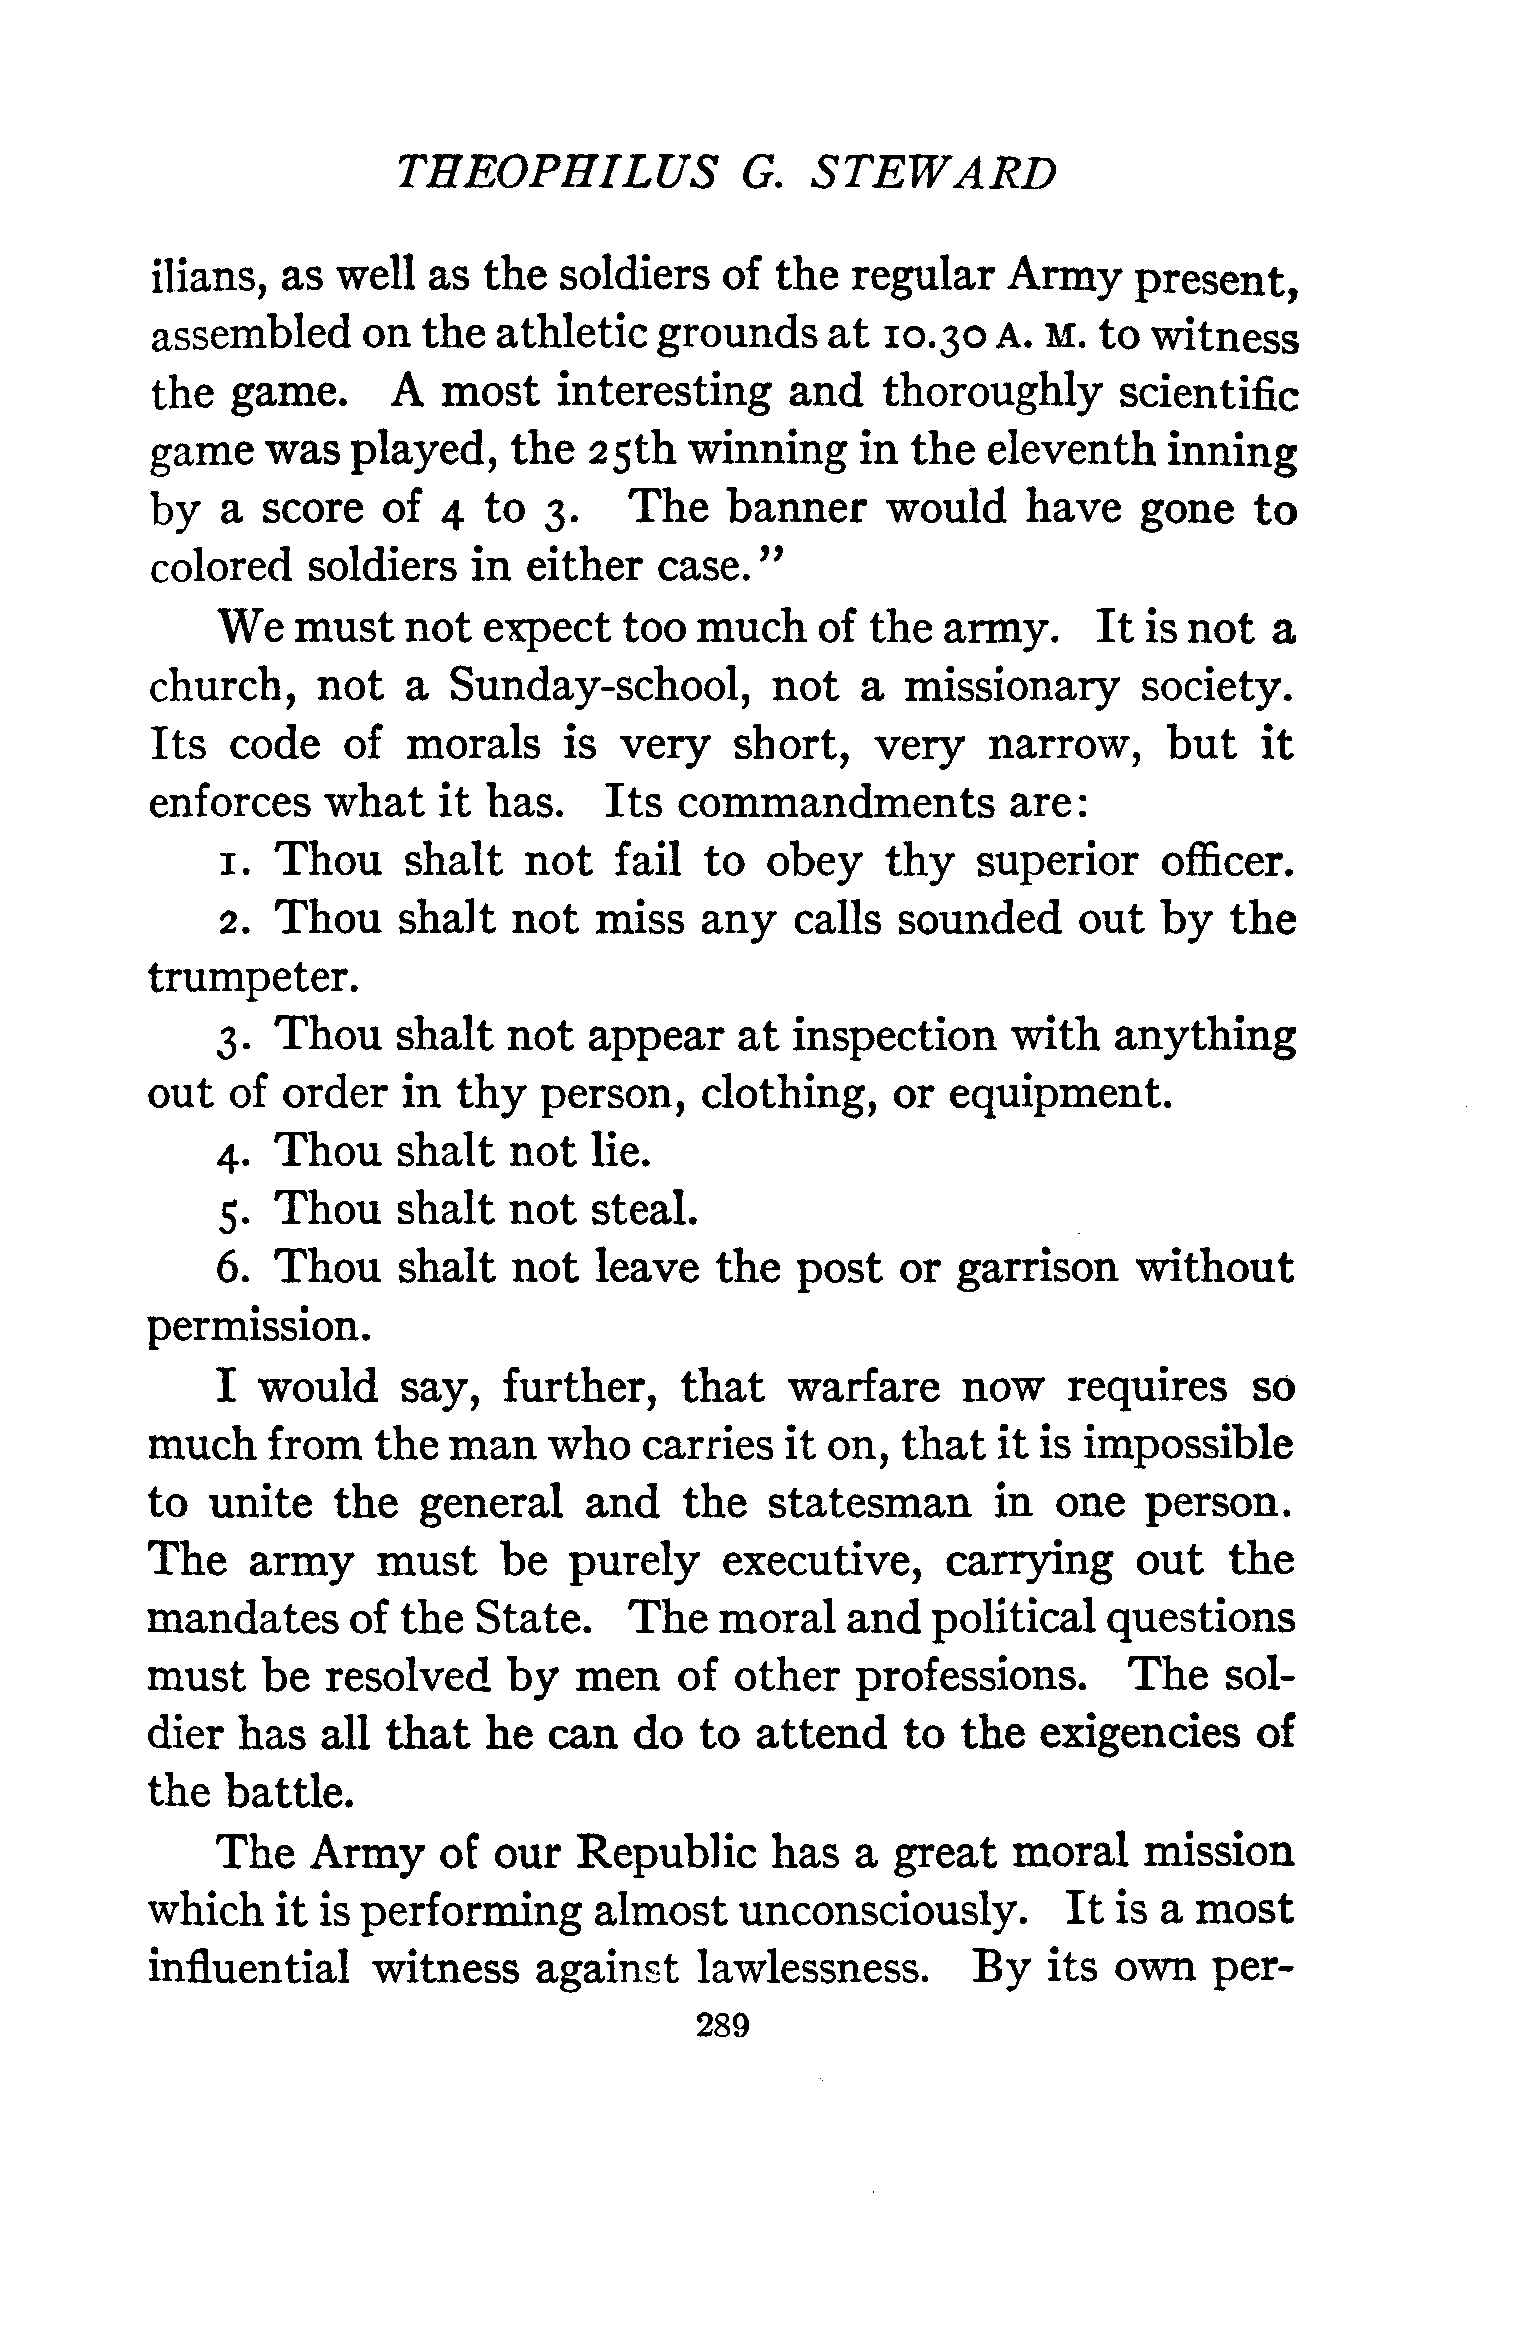 THEOPHILUS G. STEWARD
ilians, as well as the soldiers of the regular Army present,
assembled on the athletic grounds at 10.30 A. M. to witness
the game. A most interesting and thoroughly scientific
game was played, the 25th winning in the eleventh inning
by a score of 4 to 3. The banner would have gone to
colored soldiers in either case."
We must not expect too much of the army. It is not a
church, not a Sunday-school, not a missionary society.
Its code of morals is very short, very narrow, but it
enforces what it has. Its commandments are:
1. Thou shalt not fail to obey thy superior officer.
2. Thou shalt not miss any calls sounded out by the
trumpeter.
3. Thou shalt not appear at inspection with anything
out of order in thy person, clothing, or equipment.
4. Thou shalt not lie.
5. Thou shalt not steal.
6. Thou shalt not leave the post or garrison without
permission.
I would say, further, that warfare now requires so
much from the man who carries it on, that it is impossible
to unite the general and the statesman in one person.
The army must be purely executive, carrying out the
mandates of the State. The moral and political questions
must be resolved by men of other professions. The sol-
dier has all that he can do to attend to the exigencies of
the battle.
The Army of our Republic has a great moral mission
which it is performing almost unconsciously. It is a most
influential witness against lawlessness. By its own per-
289